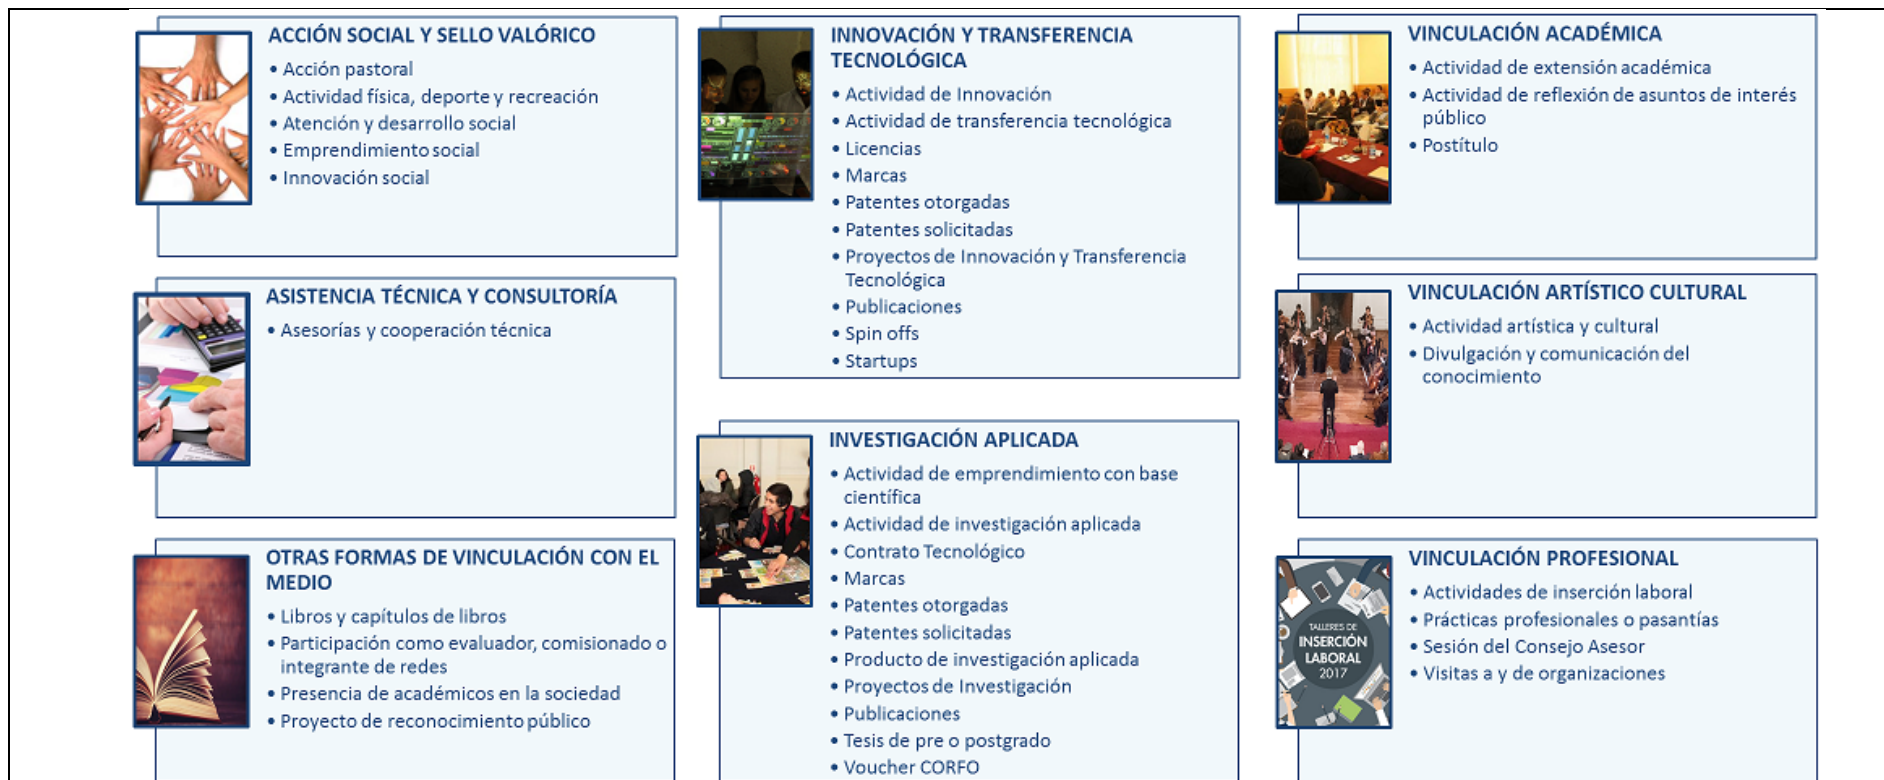 ACCIÓN SOCIAL Y SELLO VALÓRICO
• Acción pastoral
• Actividad física, deporte y recreación
• Atención y desarrollo social
• Emprendimiento social
• Innovación social
ASISTENCIA TÉCNICA Y CONSULTORÍA
• Asesorías y cooperación técnica
OTRAS FORMAS DE VINCULACIÓN CON EL
MEDIO
• Libros y capítulos de libros
• Participación como evaluador, comisionado o
integrante de redes
• Presencia de académicos en la sociedad
• Proyecto de reconocimiento público
INNOVACIÓN Y TRANSFERENCIA
TECNOLÓGICA
• Actividad de Innovación
• Actividad de transferencia tecnológica
• Licencias
• Marcas
• Patentes otorgadas
• Patentes solicitadas
• Proyectos de Innovación y Transferencia
Tecnológica
• Publicaciones
• Spin offs
• Startups
INVESTIGACIÓN APLICADA
• Actividad de emprendimiento con base
científica
• Actividad de investigación aplicada
• Contrato Tecnológico
• Marcas
• Patentes otorgadas
• Patentes solicitadas
• Producto de investigación aplicada
• Proyectos de Investigación
• Publicaciones
• Tesis de pre o postgrado
• Voucher CORFO
VINCULACIÓN ACADÉMICA
• Actividad de extensión académica
• Actividad de reflexión de asuntos de interés
público
• Postítulo
VINCULACIÓN ARTÍSTICO CULTURAL
• Actividad artística y cultural
• Divulgación y comunicación del
conocimiento
VINCULACIÓN PROFESIONAL
• Actividades de inserción laboral
• Prácticas profesionales o pasantías
• Sesión del Consejo Asesor
• Visitas a y de organizaciones
TALLERES DE
INSERCIÓN
LABORAL
2017